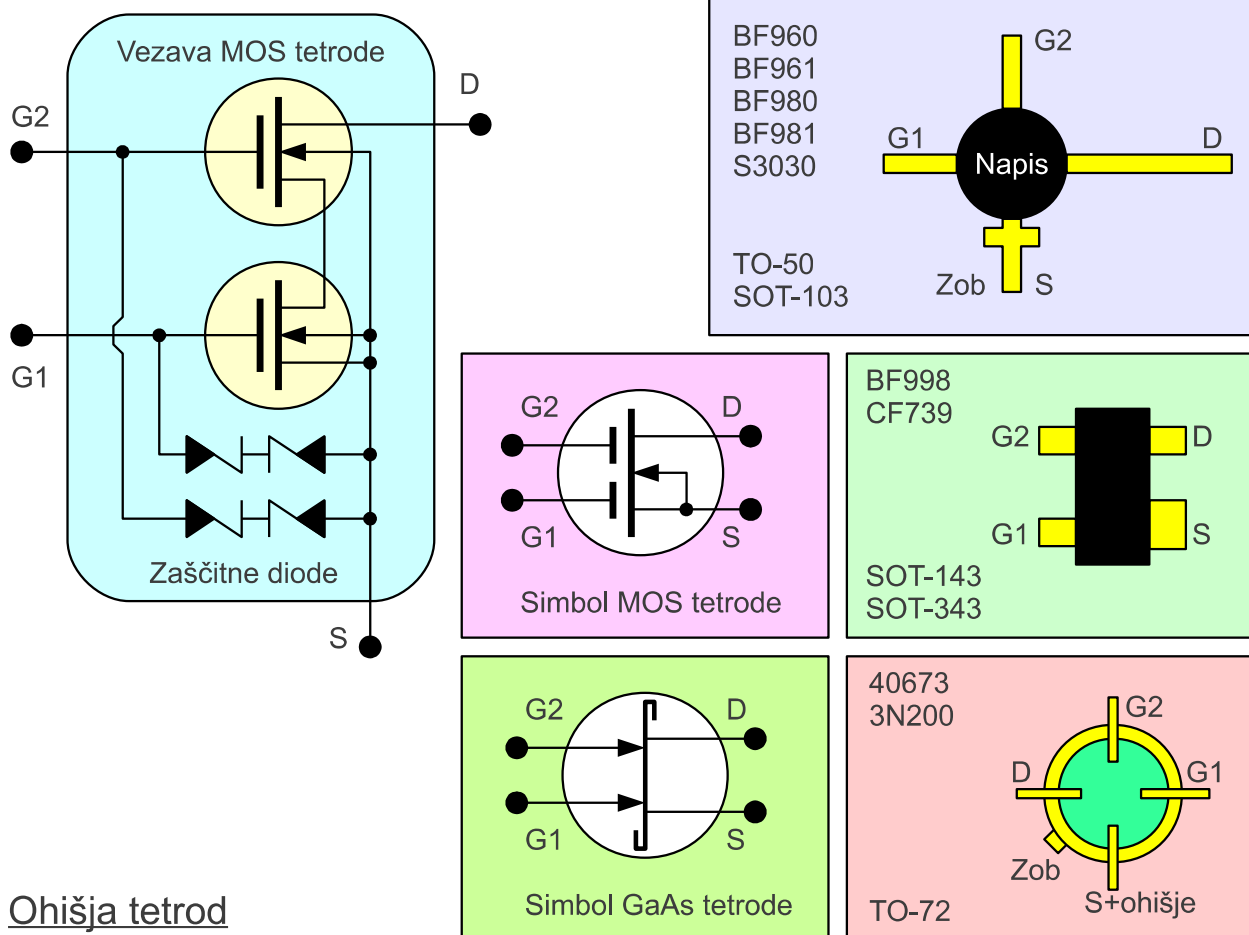 Vezava MOS tetrode
D
G2
G1
Zaščitne diode
S
BF960
BF961
BF980
BF981
S3030
TO-50
SOT-103
G2
G1
D
Napis
Zob
S
G2
D
G1
S
Simbol MOS tetrode
BF998
CF739
G2
D
G1
S
SOT-143
SOT-343
G2
D
G1
S
Simbol GaAs tetrode
40673
3N200
G2
D
G1
Zob
S+ohišje
TO-72
Ohišja tetrod